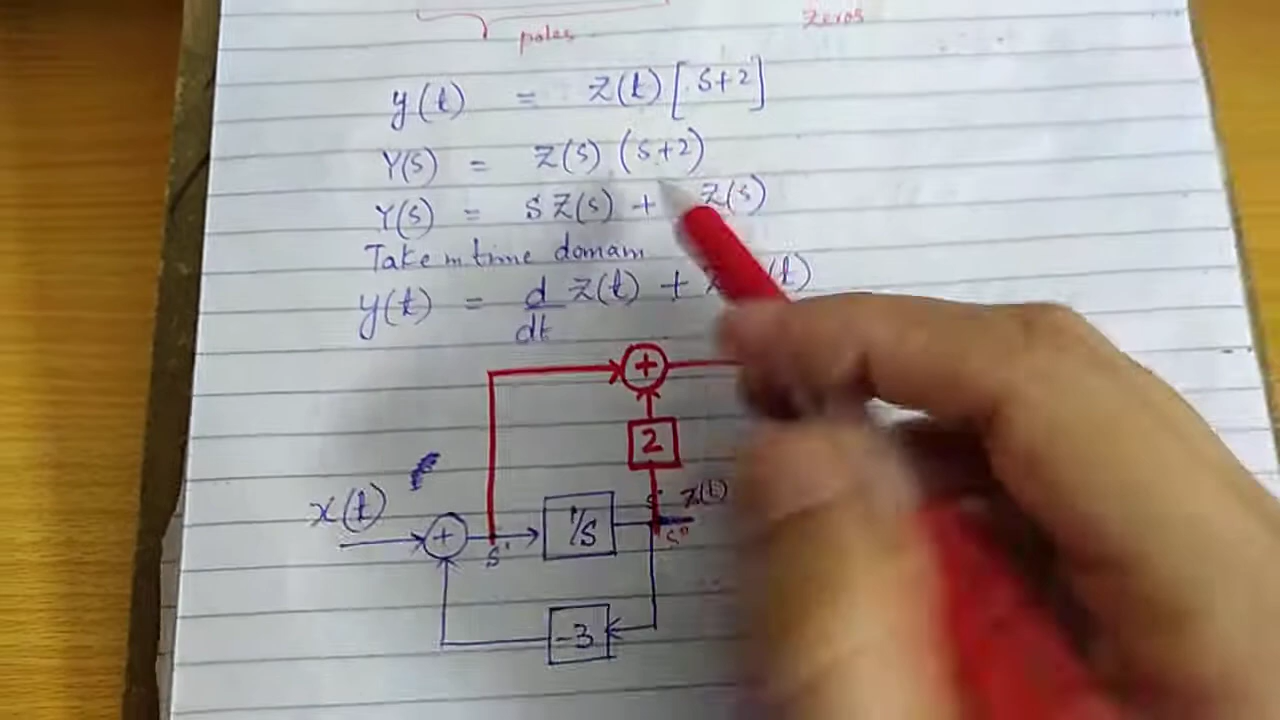 poles
zeros
y(t) = z(t) [s+2]
Y(s) = Z(s) (s+2)
Y(s) = s Z(s) + Z(s)
Take in time domain
y(t) = d/dt z(t) + (t)
+
2
x(t)
+
s'
1/s
z(t)
s°
-3